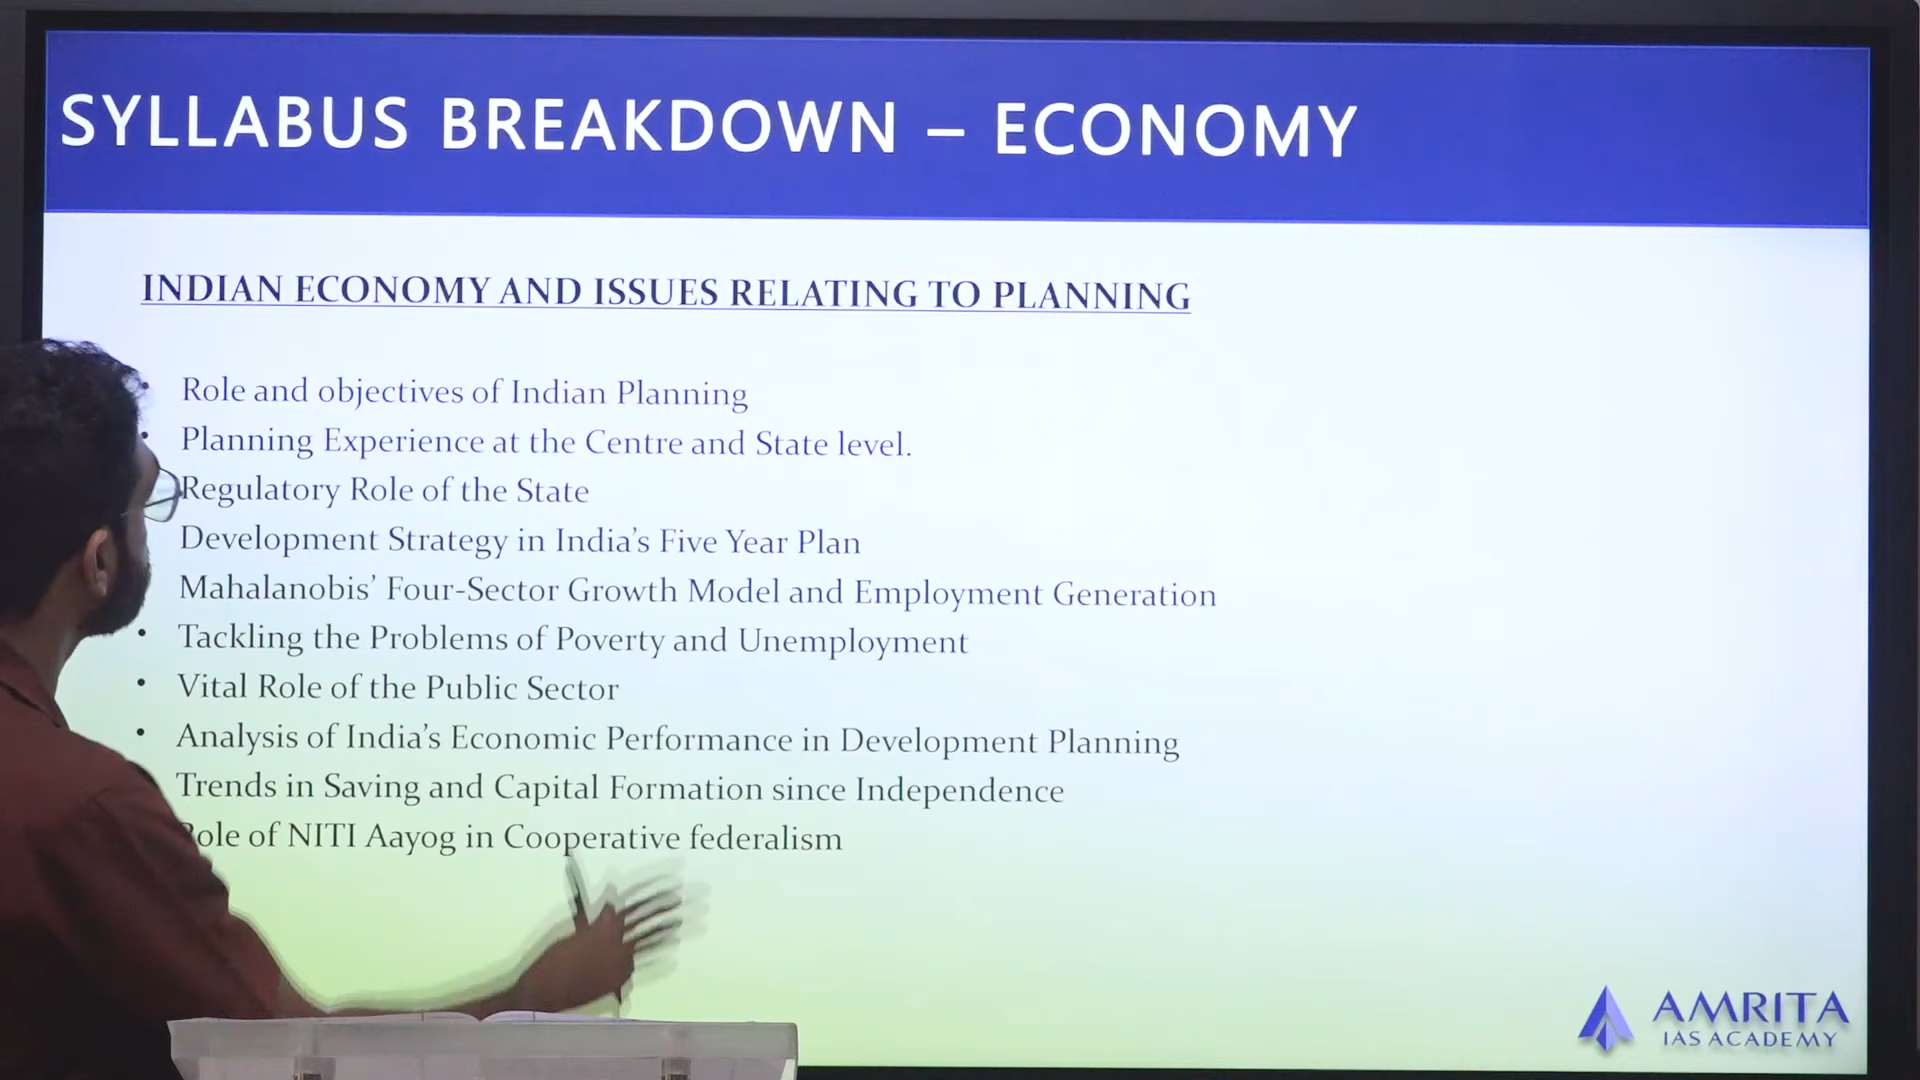 SYLLABUS BREAKDOWN – ECONOMY
INDIAN ECONOMY AND ISSUES RELATING TO PLANNING
• Role and objectives of Indian Planning
• Planning Experience at the Centre and State level.
Regulatory Role of the State
Development Strategy in India's Five Year Plan
Mahalanobis' Four-Sector Growth Model and Employment Generation
• Tackling the Problems of Poverty and Unemployment
• Vital Role of the Public Sector
• Analysis of India's Economic Performance in Development Planning
Trends in Saving and Capital Formation since Independence
Role of NITI Aayog in Cooperative federalism
AMRITA
IAS ACADEMY